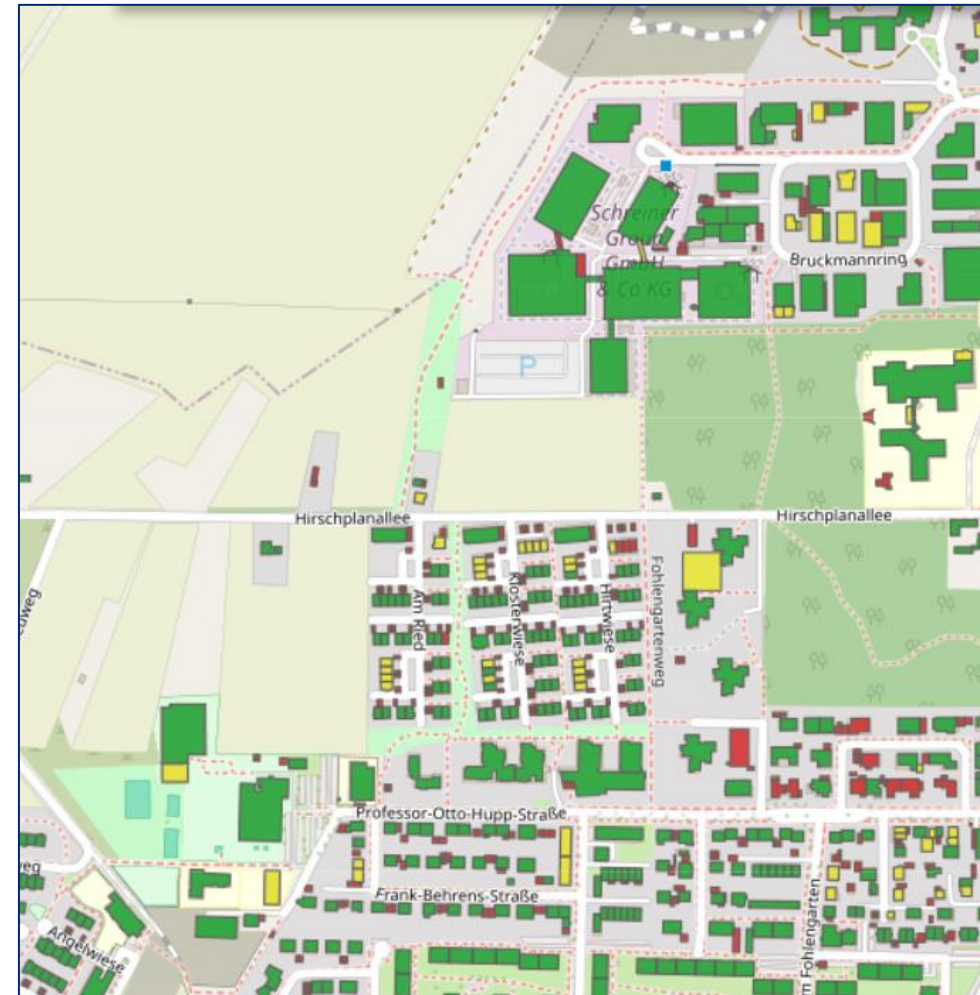 Schreiner
Group
GmbH
& Co KG
Bruckmannring
P
Hirschplanallee
Hirschplanallee
Am Ried
Klosterwiese
Hirtwiese
Fohlengartenweg
Professor-Otto-Hupp-Straße
Frank-Behrens-Straße
Angelwiese